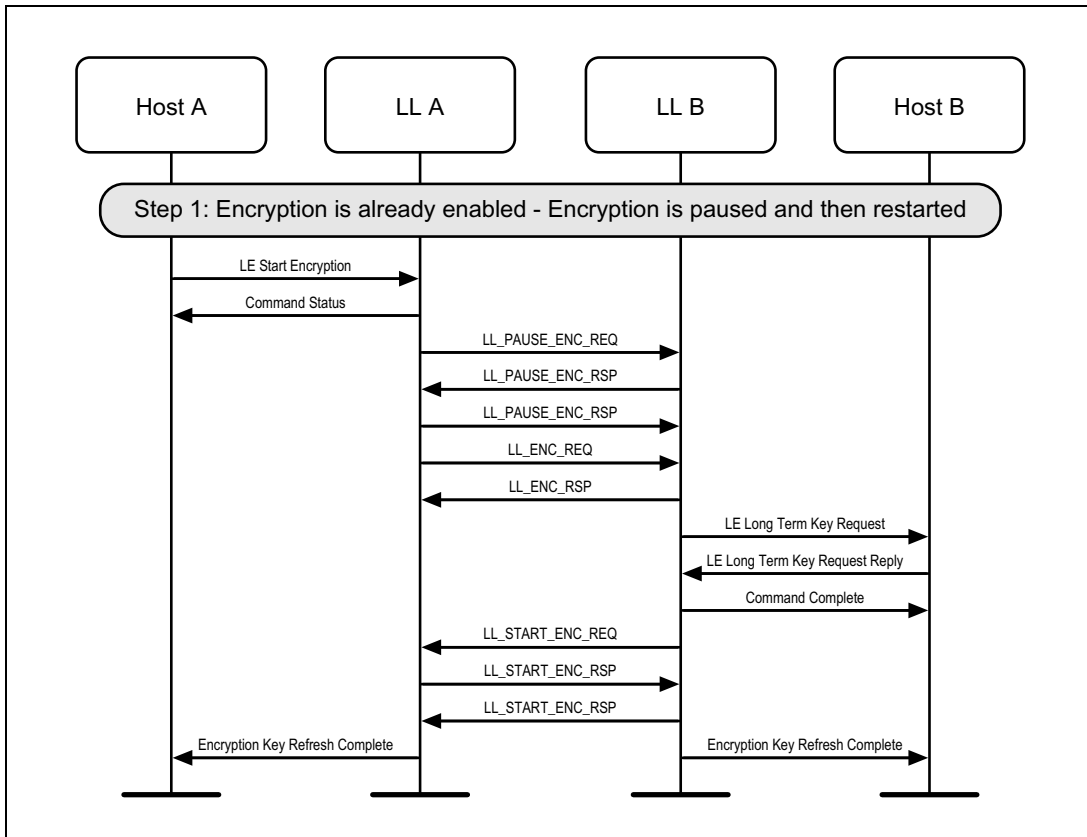 Host A
LL A
LL B
Host B
Step 1: Encryption is already enabled - Encryption is paused and then restarted
LE Start Encryption
Command Status
LL_PAUSE_ENC_REQ
LL_PAUSE_ENC_RSP
LL_PAUSE_ENC_RSP
LL_ENC_REQ
LL_ENC_RSP
LE Long Term Key Request
LE Long Term Key Request Reply
Command Complete
LL_START_ENC_REQ
LL_START_ENC_RSP
LL_START_ENC_RSP
Encryption Key Refresh Complete
Encryption Key Refresh Complete